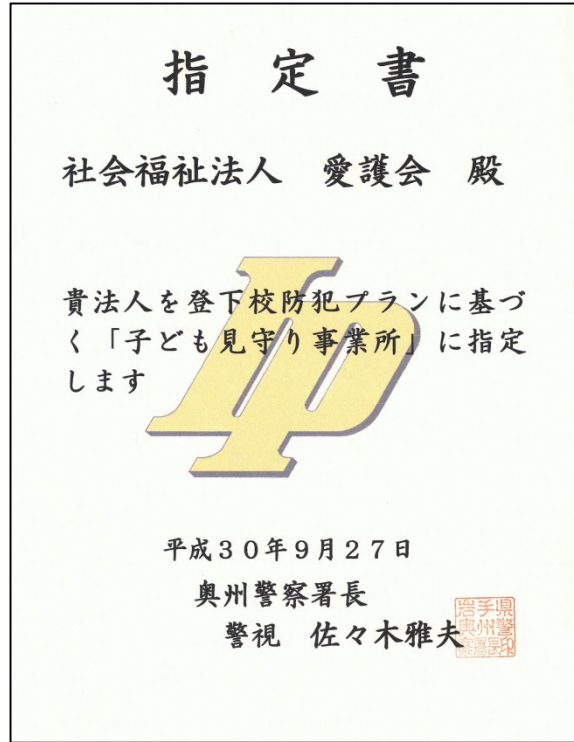 指定書
社会福祉法人 愛護会 殿
貴法人を登下校防犯プランに基づ
く「子ども見守り事業所」に指定
します
IP
平成30年9月27日
奥州警察署長
警視 佐々木雅夫